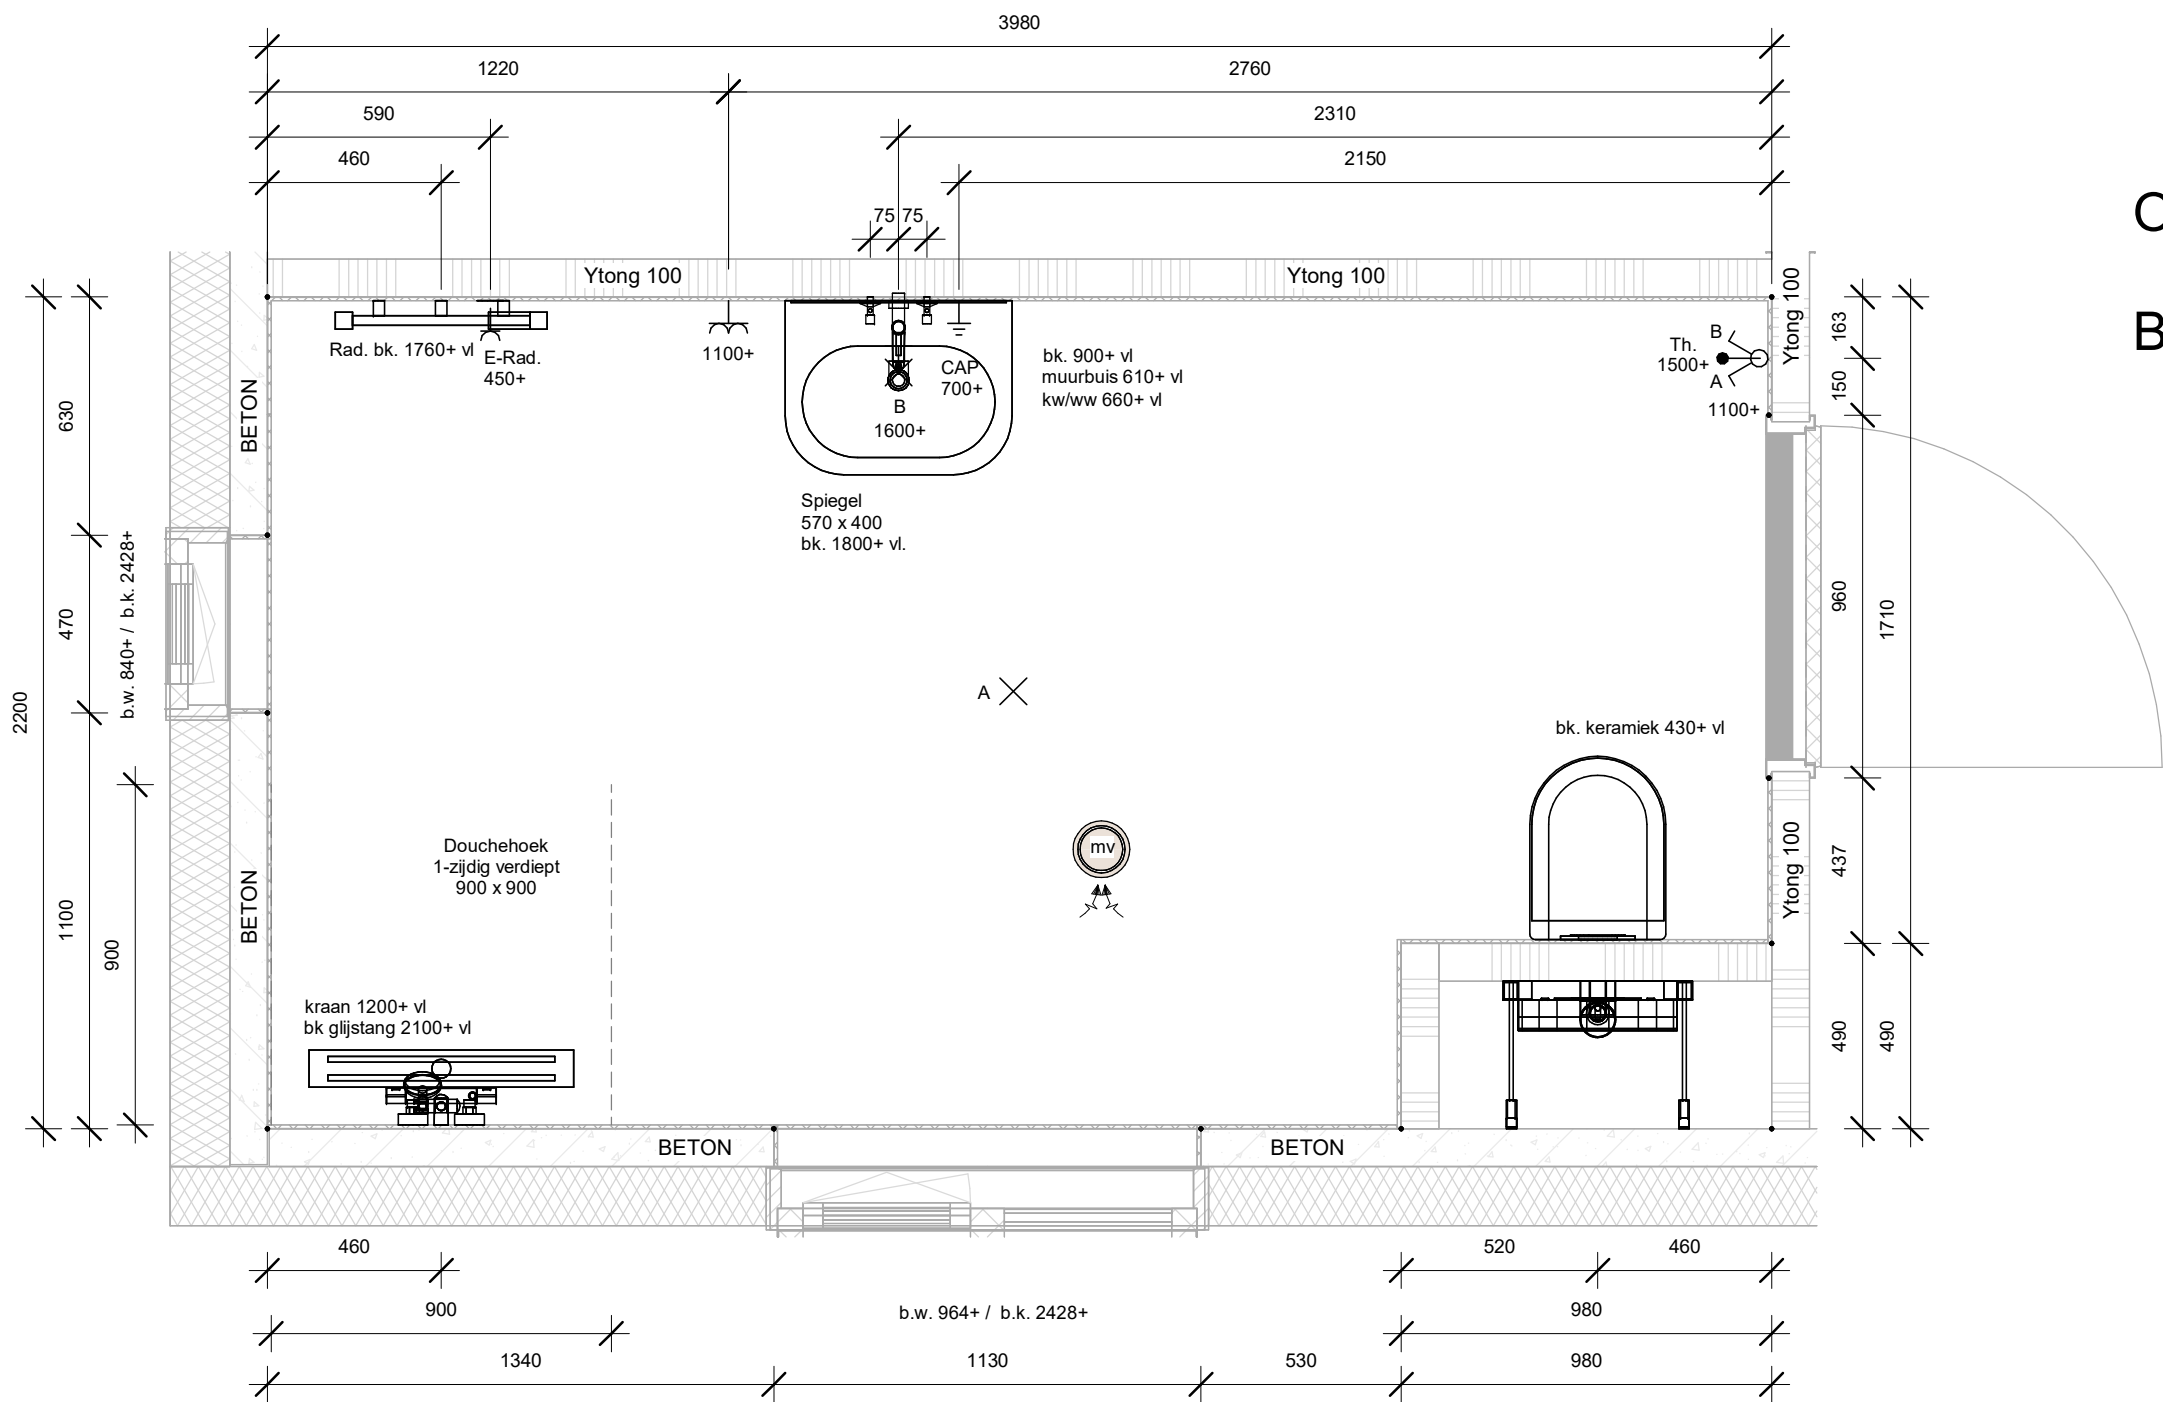 3980
1220
2760
590
2310
460
2150
75 75
C
Ytong 100
Ytong 100
Ytong 100
B
Rad. bk. 1760+ vl
E-Rad.
450+
1100+
CAP
700+
B
1600+
bk. 900+ vl
muurbuis 610+ vl
kw/ww 660+ vl
B
Th.
1500+
A
1100+
163
150
BETON
630
Spiegel
570 x 400
bk. 1800+ vl.
470
b.w. 840+ / b.k. 2428+
2200
960
1710
A
bk. keramiek 430+ vl
Douchehoek
1-zijdig verdiept
900 x 900
mv
Ytong 100
437
BETON
1100
900
kraan 1200+ vl
bk glijstang 2100+ vl
490
490
BETON
BETON
460
520
460
900
b.w. 964+ / b.k. 2428+
980
1340
1130
530
980